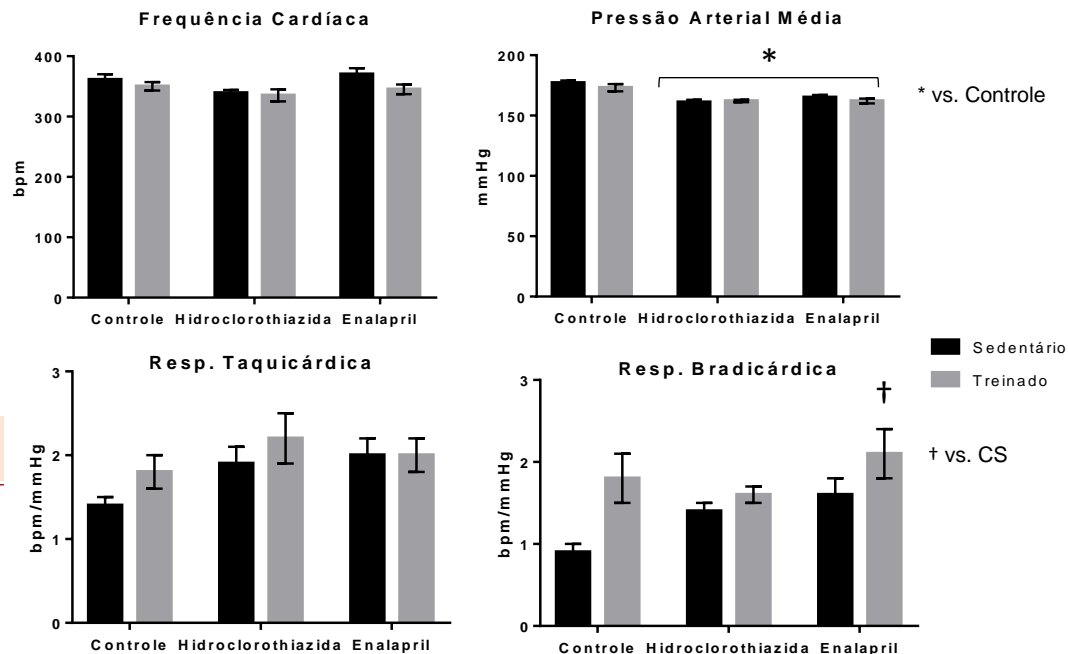 Frequência Cardíaca
bpm
400
300
200
100
0
Controle Hidroclorothiazida Enalapril
Pressão Arterial Média
mmHg
200
150
100
50
0
*
Controle Hidroclorothiazida Enalapril
* vs. Controle
Sedentário
Treinado
Resp. Taquicárdica
bpm/mmHg
3
2
1
0
Controle Hidroclorothiazida Enalapril
Resp. Bradicárdica
bpm/mmHg
3
2
1
0
†
Controle Hidroclorothiazida Enalapril
† vs. CS